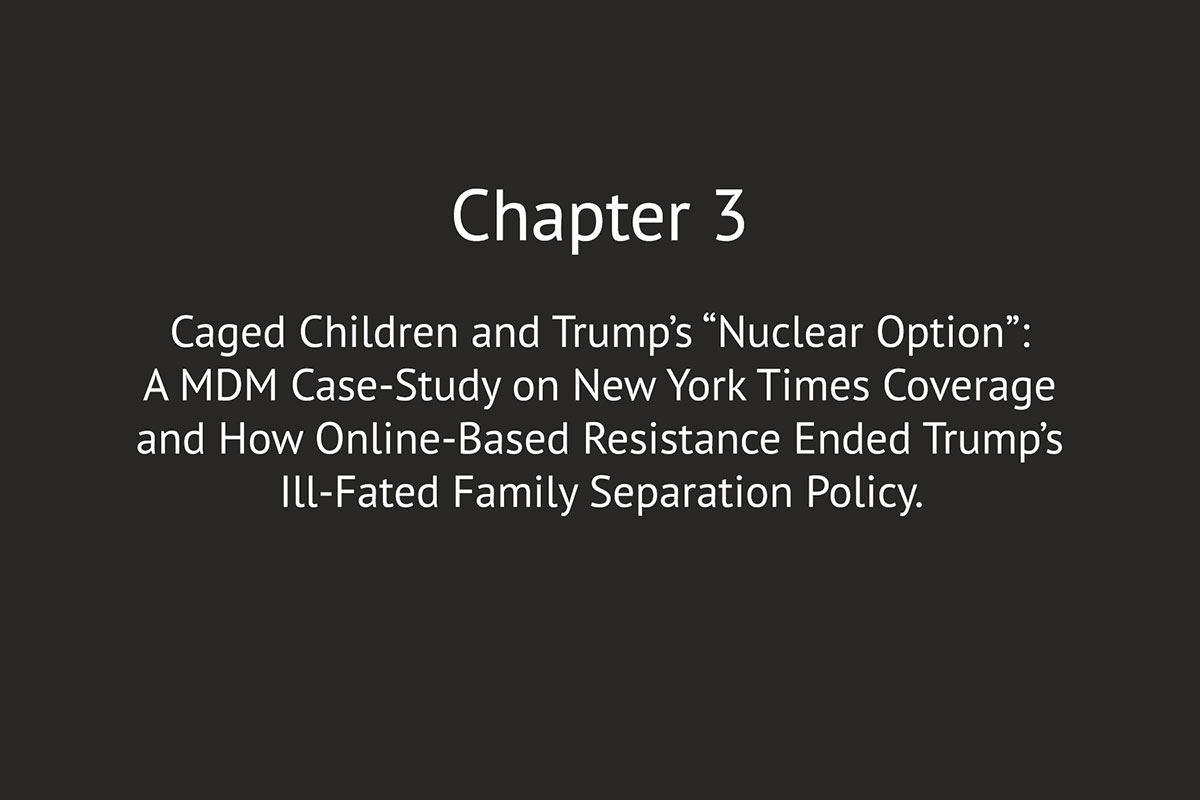 Chapter 3
Caged Children and Trump’s “Nuclear Option”:
A MDM Case-Study on New York Times Coverage
and How Online-Based Resistance Ended Trump’s
Ill-Fated Family Separation Policy.